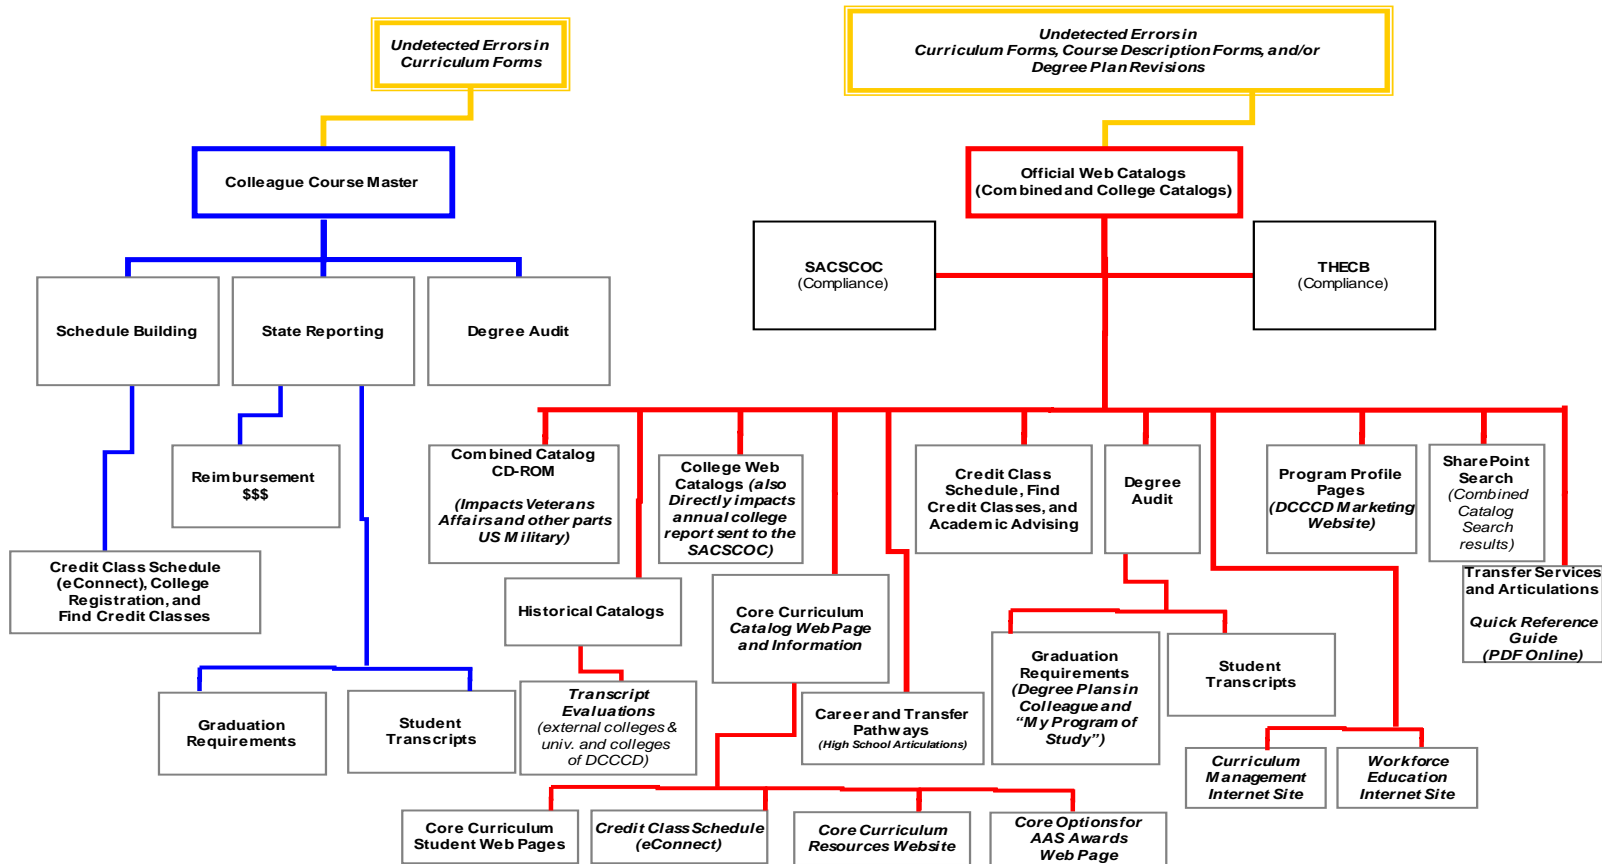 Undetected Errors in
Curriculum Forms
Undetected Errors in
Curriculum Forms, Course Description Forms, and/or
Degree Plan Revisions
Colleague Course Master
Official Web Catalogs
(Combined and College Catalogs)
SACSCOC
(Compliance)
THECB
(Compliance)
Schedule Building
State Reporting
Degree Audit
Reimbursement
$$$
Credit Class Schedule
(eConnect), College
Registration, and
Find Credit Classes
Graduation
Requirements
Student
Transcripts
Combined Catalog
CD-ROM
(Impacts Veterans
Affairs and other parts
US Military)
College Web
Catalogs (also
Directly impacts
annual college
report sent to the
SACSCOC)
Credit Class
Schedule, Find
Credit Classes, and
Academic Advising
Degree
Audit
Program Profile
Pages
(DCCCD Marketing
Website)
SharePoint
Search
(Combined
Catalog
Search
results)
Transfer Services
and Articulations
Quick Reference
Guide
(PDF Online)
Historical Catalogs
Core Curriculum
Catalog Web Page
and Information
Transcript
Evaluations
(external colleges &
univ. and colleges
of DCCCD)
Career and Transfer
Pathways
(High School Articulations)
Graduation
Requirements
(Degree Plans in
Colleague and
“My Program of
Study”)
Student
Transcripts
Curriculum
Management
Internet Site
Workforce
Education
Internet Site
Core Curriculum
Student Web Pages
Credit Class Schedule
(eConnect)
Core Curriculum
Resources Website
Core Options for
AAS Awards
Web Page